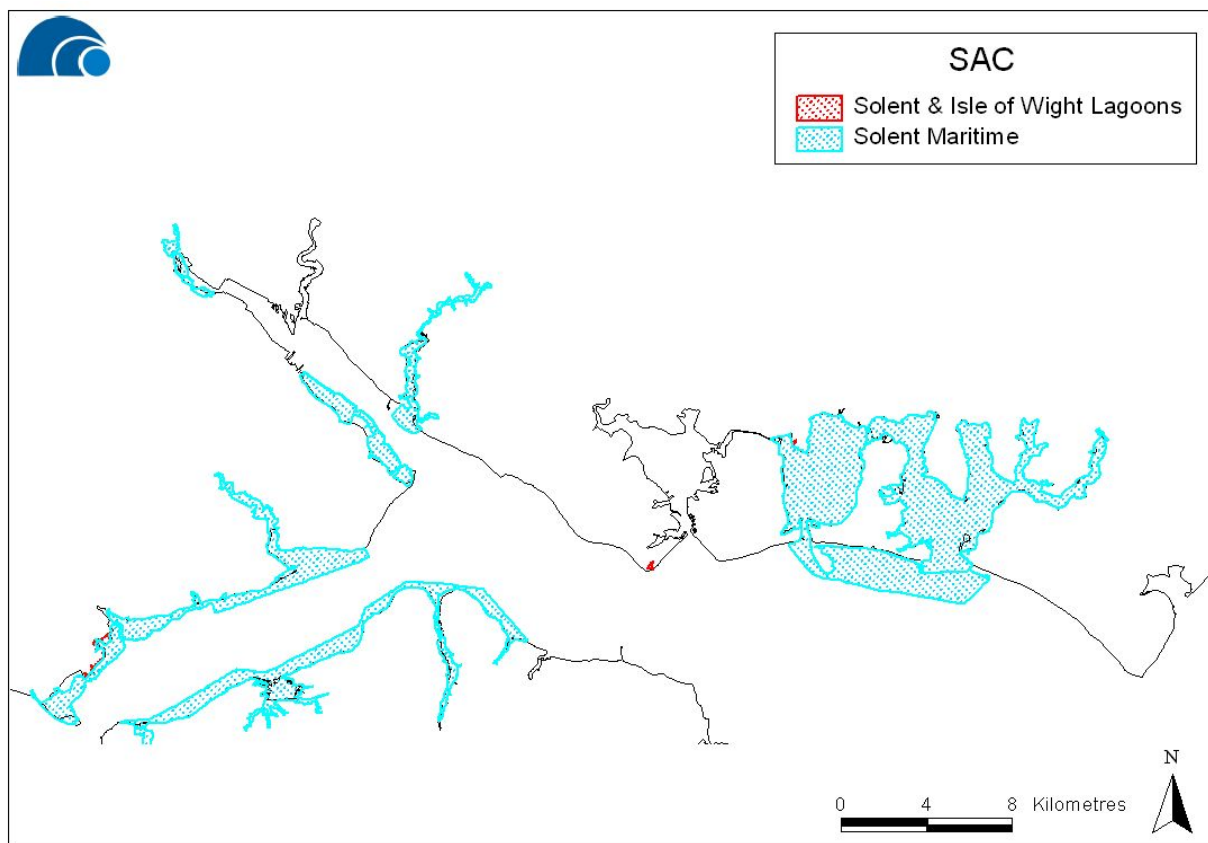 SAC
Solent & Isle of Wight Lagoons
Solent Maritime
N
0 4 8 Kilometres